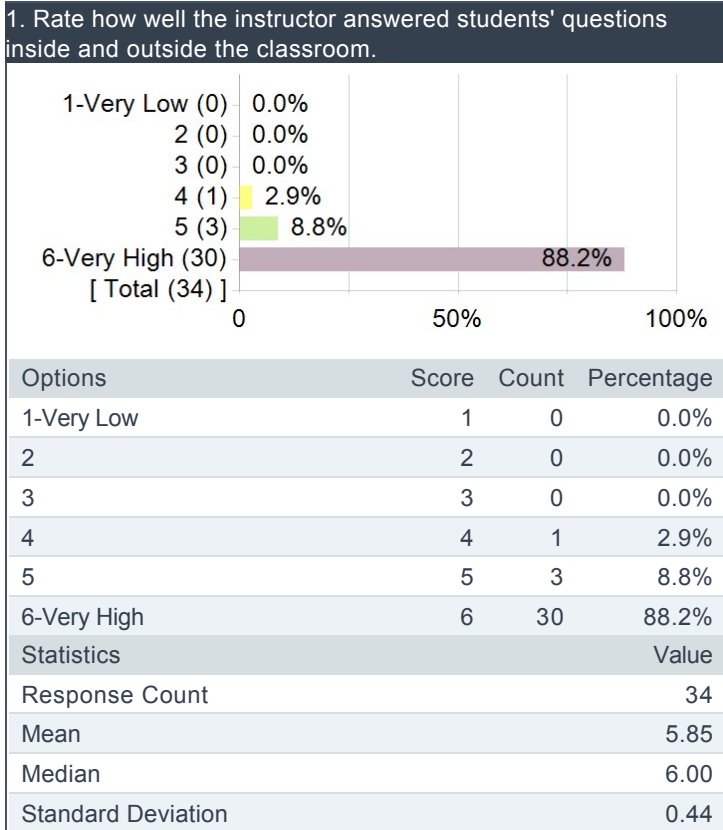 1. Rate how well the instructor answered students' questions
inside and outside the classroom.
1-Very Low (0) 0.0%
2 (0) 0.0%
3 (0) 0.0%
4 (1) 2.9%
5 (3) 8.8%
6-Very High (30) 88.2%
[ Total (34) ]
0 50% 100%
Options Score Count Percentage
1-Very Low 1 0 0.0%
2 2 0 0.0%
3 3 0 0.0%
4 4 1 2.9%
5 5 3 8.8%
6-Very High 6 30 88.2%
Statistics Value
Response Count 34
Mean 5.85
Median 6.00
Standard Deviation 0.44